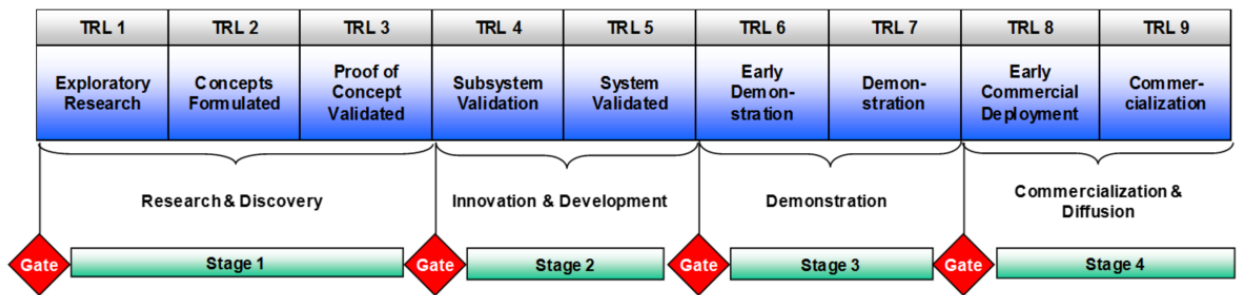 TRL 1 TRL 2 TRL 3 TRL 4 TRL 5 TRL 6 TRL 7 TRL 8 TRL 9
Exploratory
Research
Concepts
Formulated
Proof of
Concept
Validated
Subsystem
Validation
System
Validated
Early
Demon-
stration
Demon-
stration
Early
Commercial
Deployment
Commer-
cialization
Research & Discovery
Innovation & Development
Demonstration
Commercialization &
Diffusion
Gate Stage 1 Gate Stage 2 Gate Stage 3 Gate Stage 4